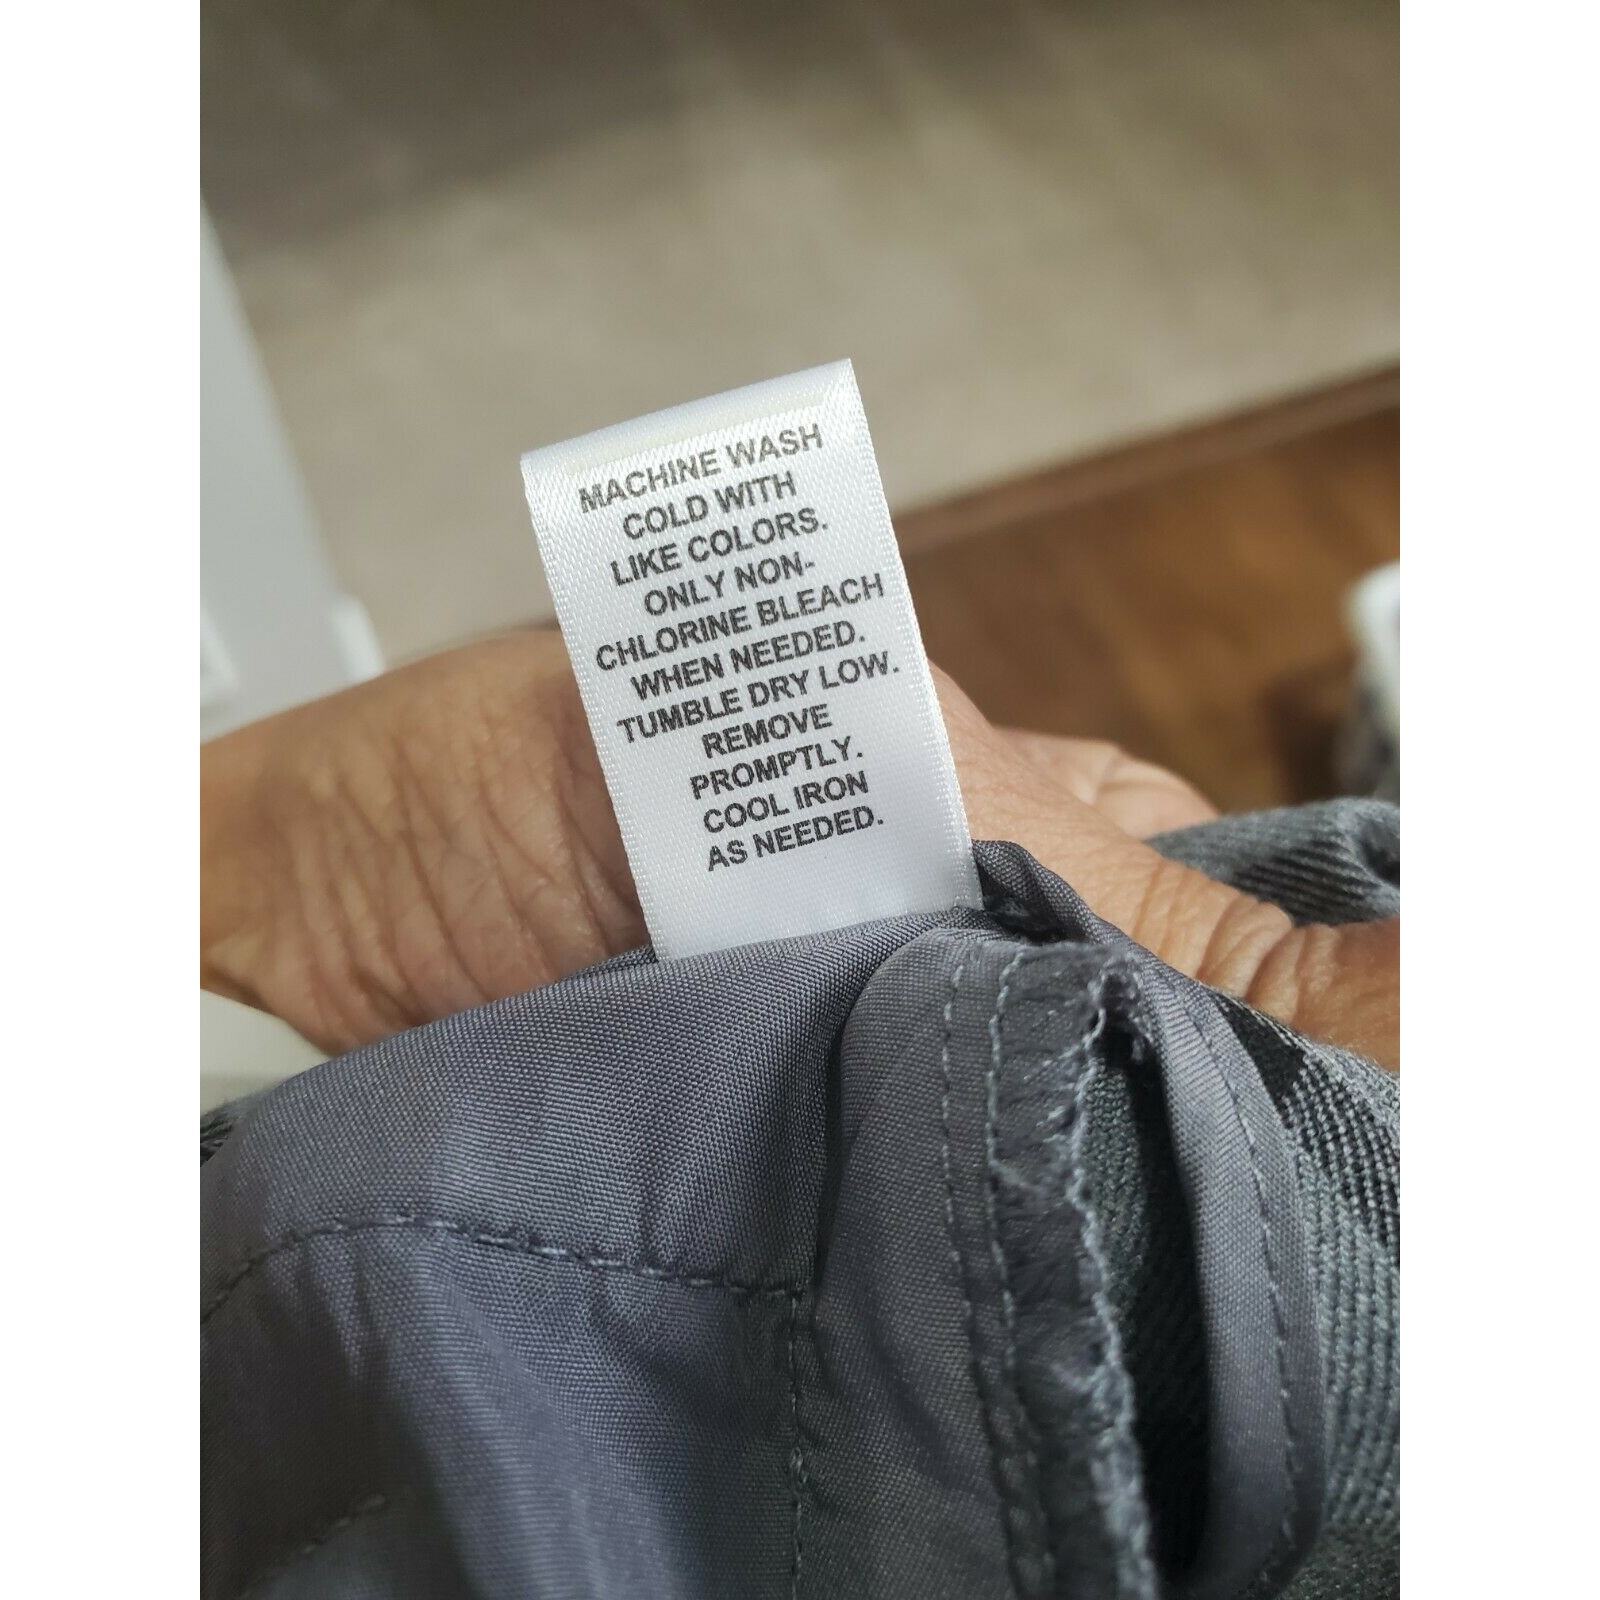 MACHINE WASH
COLD WITH
LIKE COLORS.
ONLY NON-
CHLORINE BLEACH
WHEN NEEDED.
TUMBLE DRY LOW.
REMOVE
PROMPTLY.
COOL IRON
AS NEEDED.